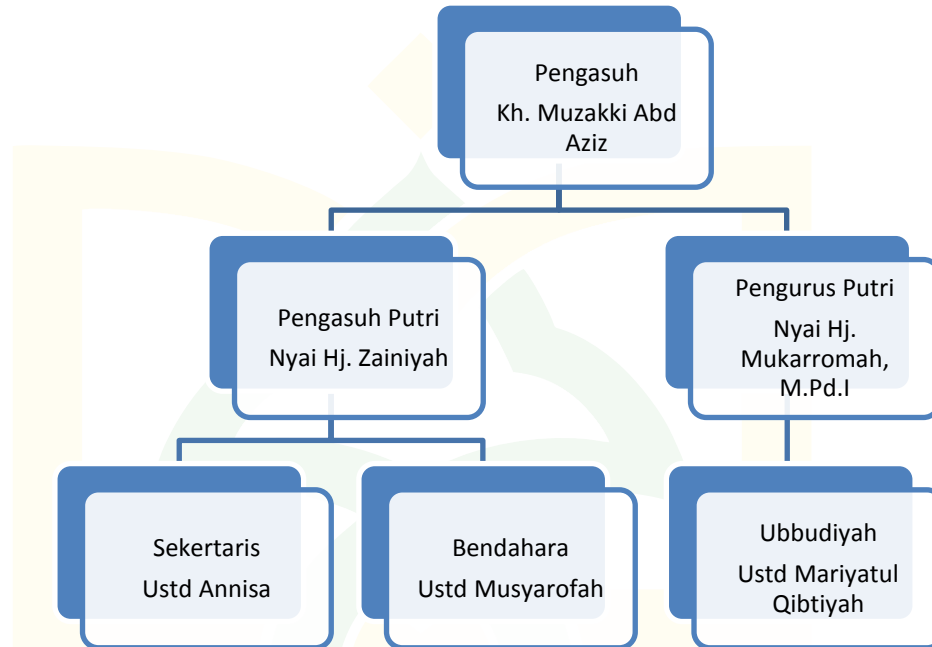 Pengasuh
Kh. Muzakki Abd
Aziz
Pengasuh Putri
Nyai Hj. Zainiyah
Pengurus Putri
Nyai Hj.
Mukarromah,
M.Pd.I
Sekertaris
Ustd Annisa
Bendahara
Ustd Musyarofah
Ubbudiyah
Ustd Mariyatul
Qibtiyah